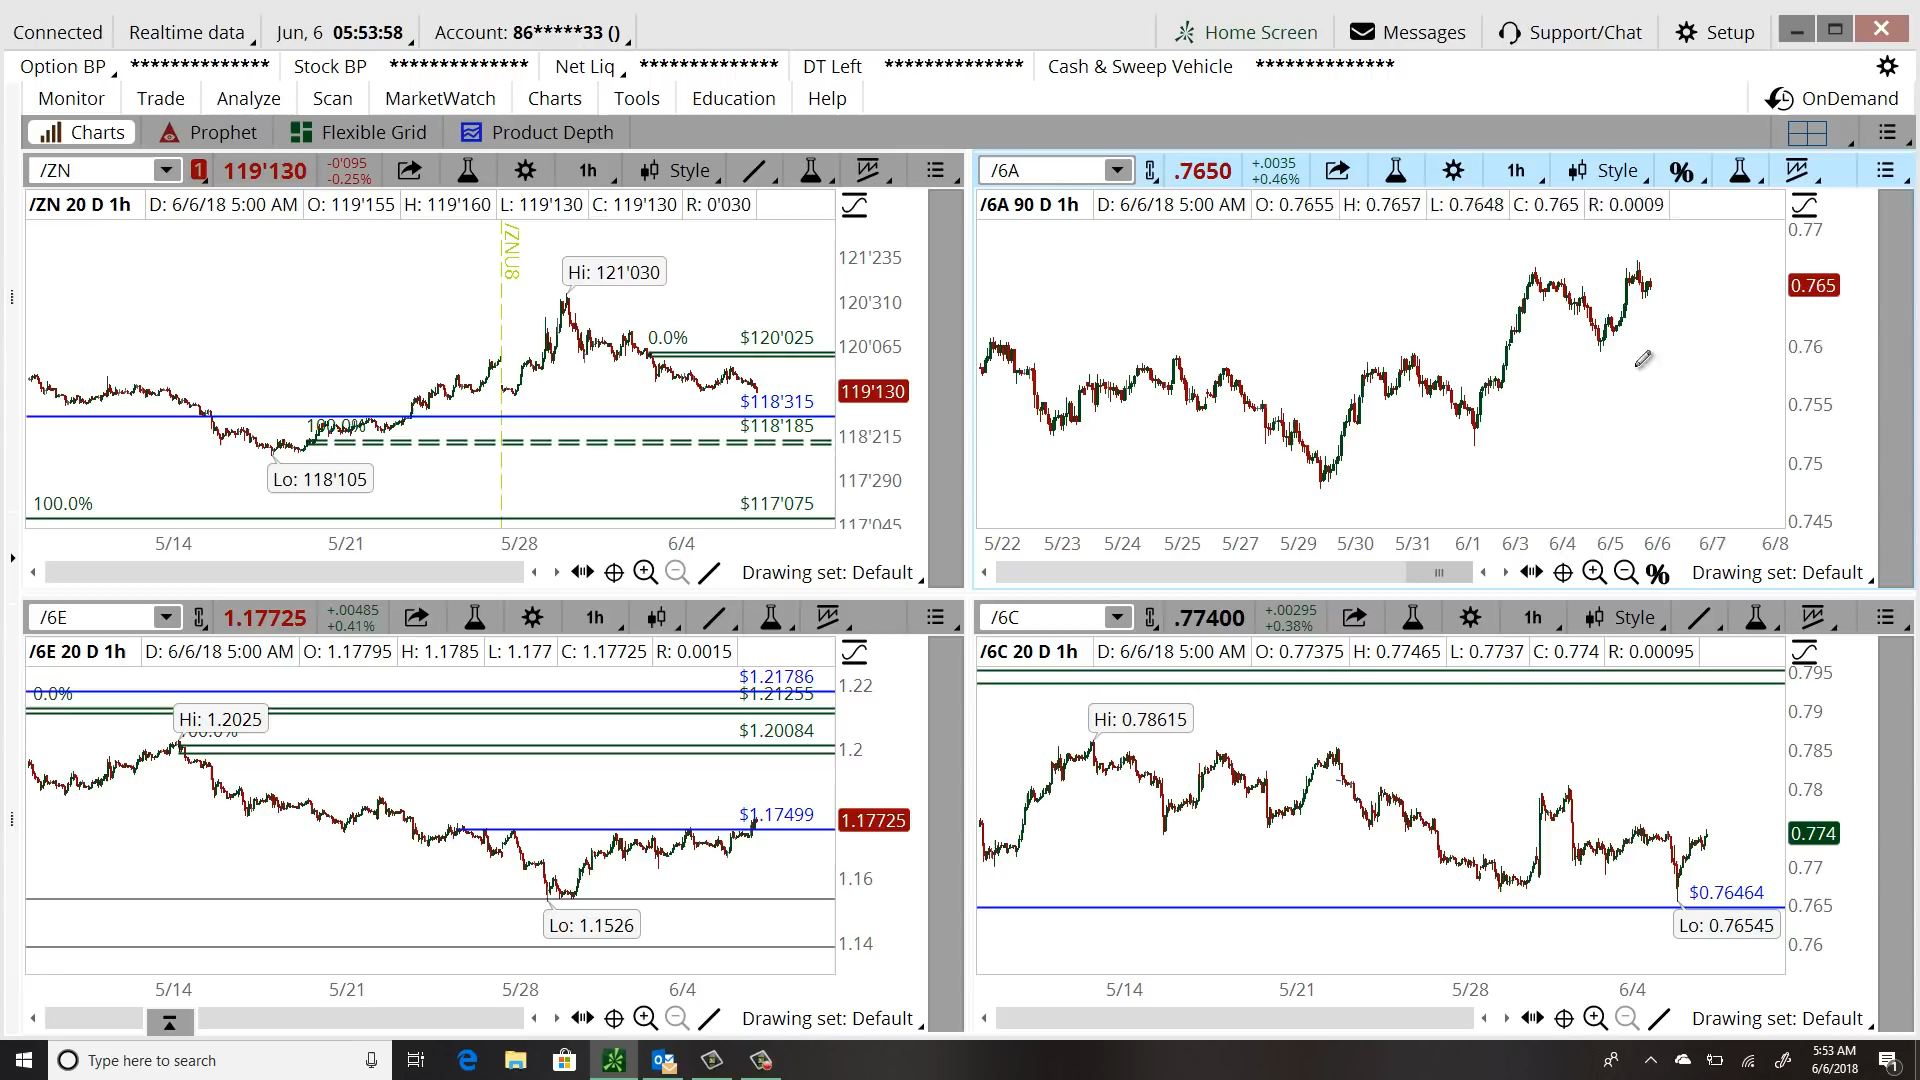 Connected Realtime data Jun, 6 05:53:58 Account: 86*****33 () Home Screen Messages Support/Chat Setup
Option BP ************** Stock BP ************** Net Liq ************** DT Left ************** Cash & Sweep Vehicle **************
Monitor Trade Analyze Scan MarketWatch Charts Tools Education Help OnDemand
Charts Prophet Flexible Grid Product Depth
/ZN 1 119'130 -0'095 -0.25% 1h Style
/ZN 20 D 1h D: 6/6/18 5:00 AM O: 119'155 H: 119'160 L: 119'130 C: 119'130 R: 0'030
/ZNU8
Hi: 121'030
121'235
120'310
0.0% $120'025
120'065
119'130
$118'315
100.0% $118'185
118'215
Lo: 118'105
117'290
100.0% $117'075
117'045
5/14 5/21 5/28 6/4
Drawing set: Default
/6A .7650 +.0035 +0.46% 1h Style %
/6A 90 D 1h D: 6/6/18 5:00 AM O: 0.7655 H: 0.7657 L: 0.7648 C: 0.765 R: 0.0009
0.77
0.765
0.76
0.755
0.75
0.745
5/22 5/23 5/24 5/25 5/27 5/29 5/30 5/31 6/1 6/3 6/4 6/5 6/6 6/7 6/8
% Drawing set: Default
/6E 1.17725 +.00485 +0.41% 1h
/6E 20 D 1h D: 6/6/18 5:00 AM O: 1.17795 H: 1.1785 L: 1.177 C: 1.17725 R: 0.0015
$1.21786
1.22
0.0% $1.21255
Hi: 1.2025
$1.20084
1.2
$1.17499
1.17725
1.16
Lo: 1.1526
1.14
5/14 5/21 5/28 6/4
Drawing set: Default
/6C .77400 +.00295 +0.38% 1h Style
/6C 20 D 1h D: 6/6/18 5:00 AM O: 0.77375 H: 0.77465 L: 0.7737 C: 0.774 R: 0.00095
0.795
Hi: 0.78615
0.79
0.785
0.78
0.774
0.77
$0.76464
0.765
Lo: 0.76545
0.76
5/14 5/21 5/28 6/4
Drawing set: Default
Type here to search
5:53 AM
6/6/2018
1